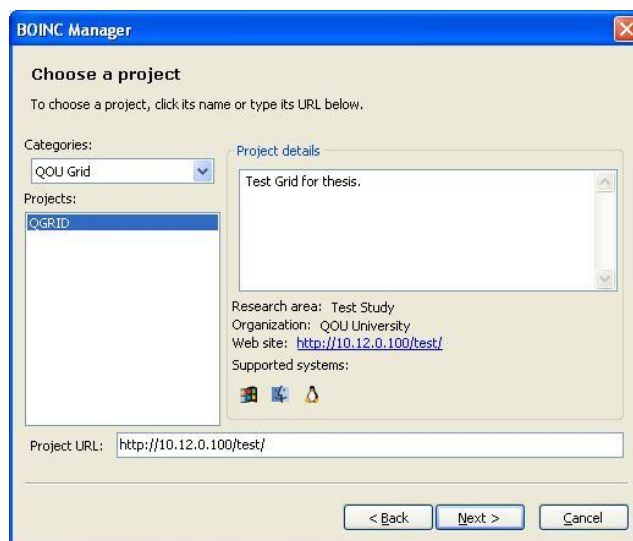 BOINC Manager
Choose a project
To choose a project, click its name or type its URL below.
Categories:
QOU Grid
Projects:
QGRID
Project details
Test Grid for thesis.
Research area: Test Study
Organization: QOU University
Web site: http://10.12.0.100/test/
Supported systems:
Project URL: http://10.12.0.100/test/
< Back
Next >
Cancel